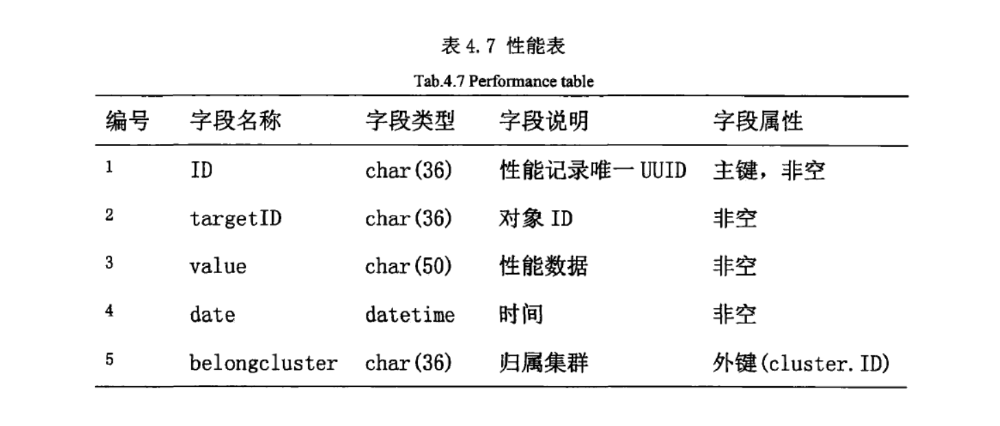 表 4.7 性能表
Tab.4.7 Performance table
编号 字段名称 字段类型 字段说明 字段属性
1 ID char(36) 性能记录唯一 UUID 主键，非空
2 targetID char(36) 对象 ID 非空
3 value char(50) 性能数据 非空
4 date datetime 时间 非空
5 belongcluster char(36) 归属集群 外键(cluster.ID)